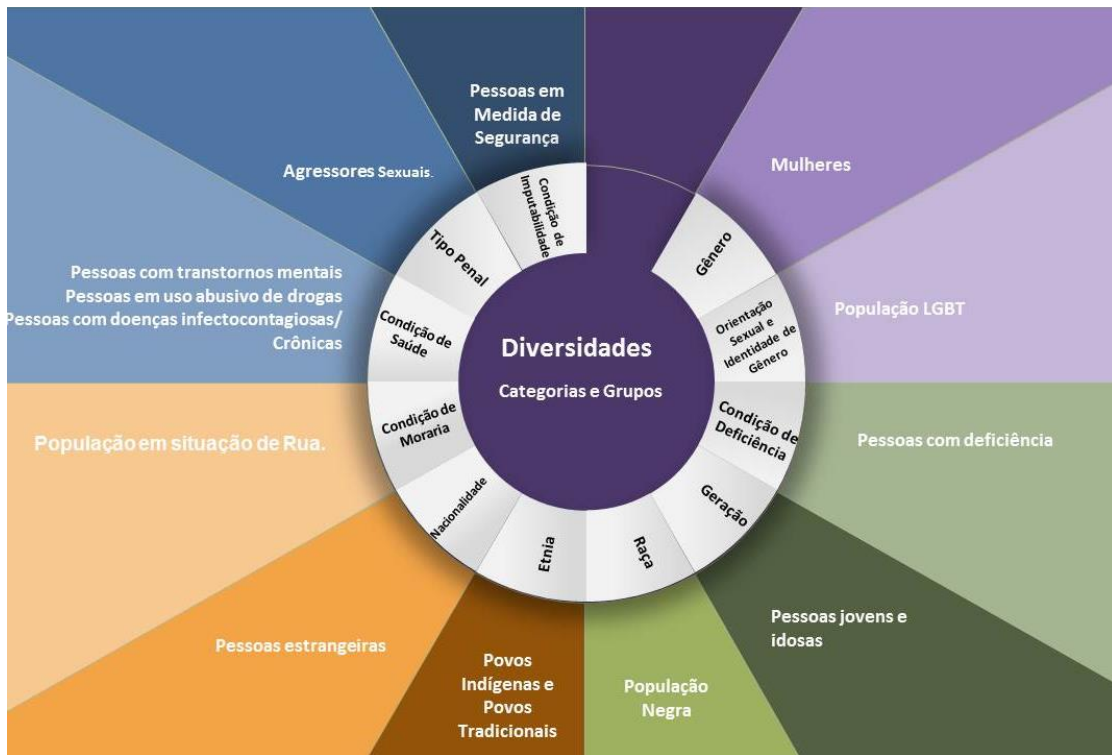 Diversidades
Categorias e Grupos
Gênero
Mulheres
Orientação
Sexual e
Identidade de
Gênero
População LGBT
Condição de
Deficiência
Pessoas com deficiência
Geração
Pessoas jovens e
idosas
Raça
População
Negra
Etnia
Povos
Indígenas e
Povos
Tradicionais
Nacionalidade
Pessoas estrangeiras
Condição de
Moraria
População em situação de Rua.
Condição de
Saúde
Pessoas com transtornos mentais
Pessoas em uso abusivo de drogas
Pessoas com doenças infectocontagiosas/
Crônicas
Tipo Penal
Agressores Sexuais.
Condição de
Imputabilidade
Pessoas em
Medida de
Segurança